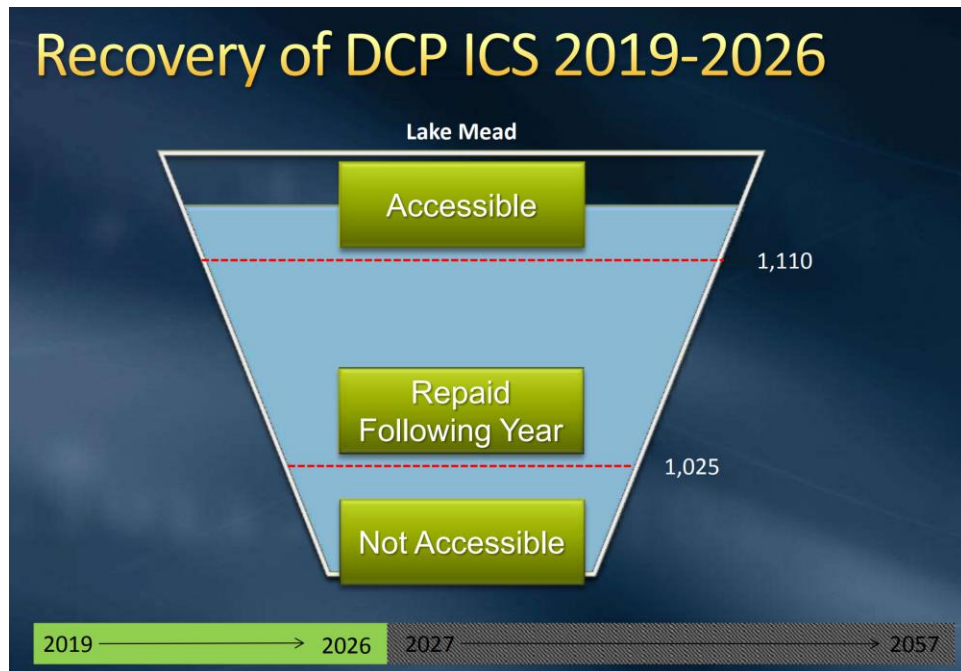 Recovery of DCP ICS 2019-2026
Lake Mead
Accessible
1,110
Repaid
Following Year
1,025
Not Accessible
2019 2026 2027 2057